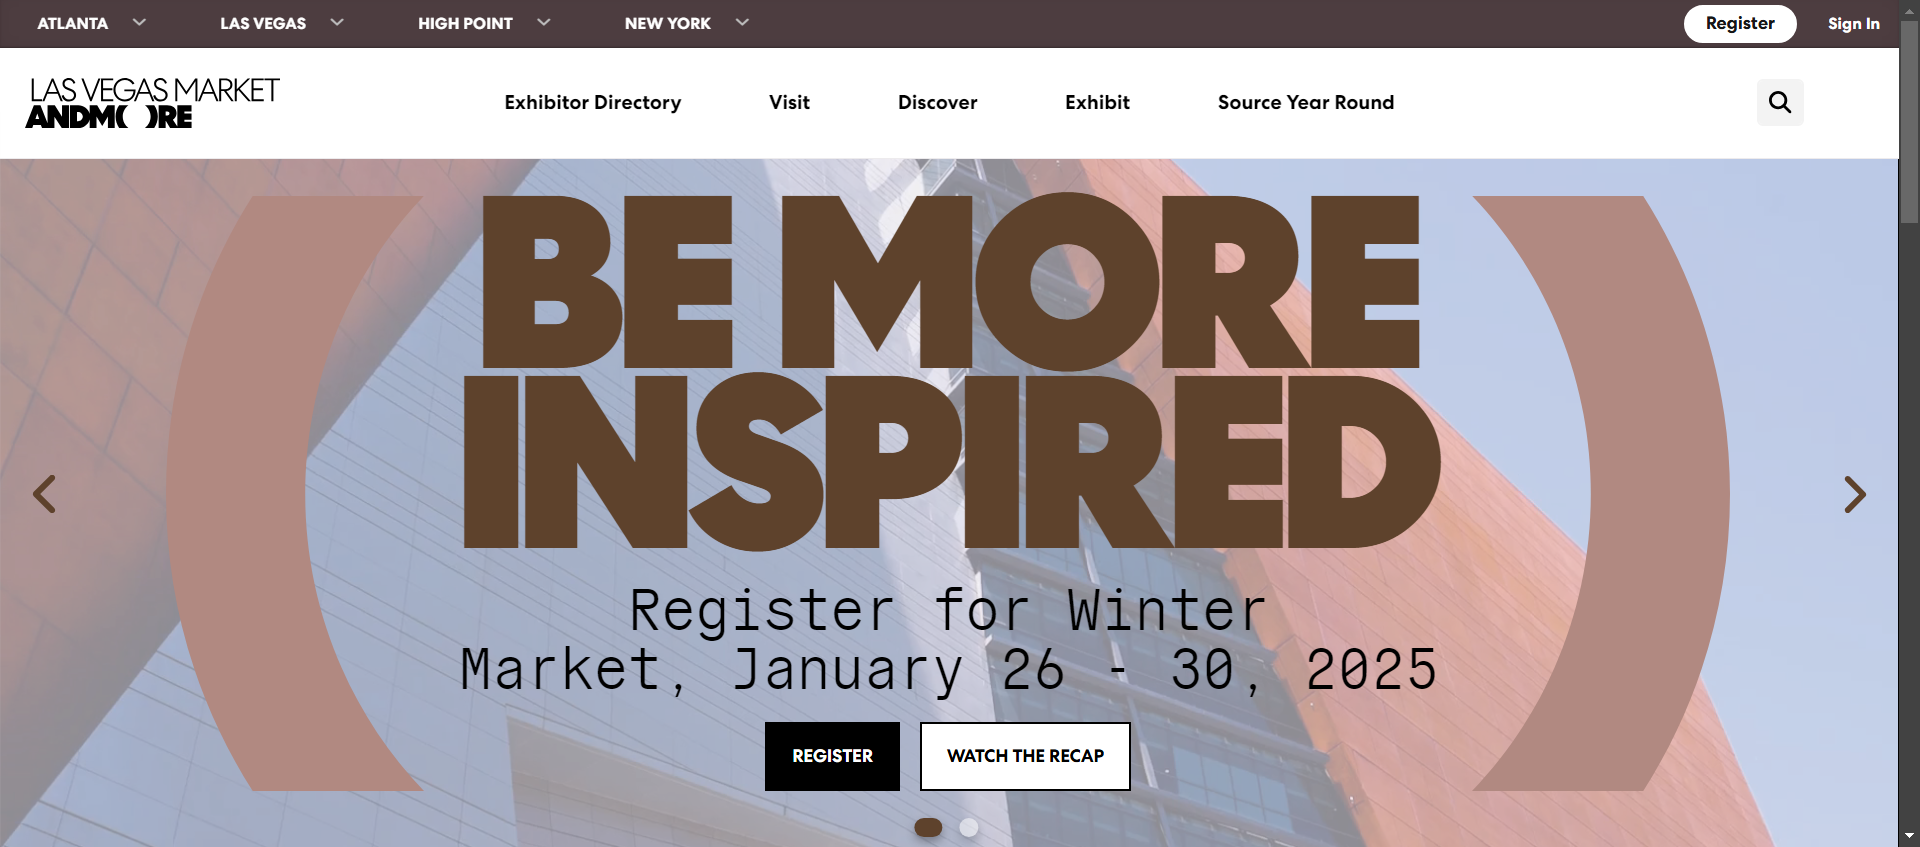 ATLANTA LAS VEGAS HIGH POINT NEW YORK Register Sign In
LAS VEGAS MARKET
ANDM( )RE
Exhibitor Directory Visit Discover Exhibit Source Year Round
BE MORE
INSPIRED
Register for Winter
Market, January 26 - 30, 2025
REGISTER WATCH THE RECAP